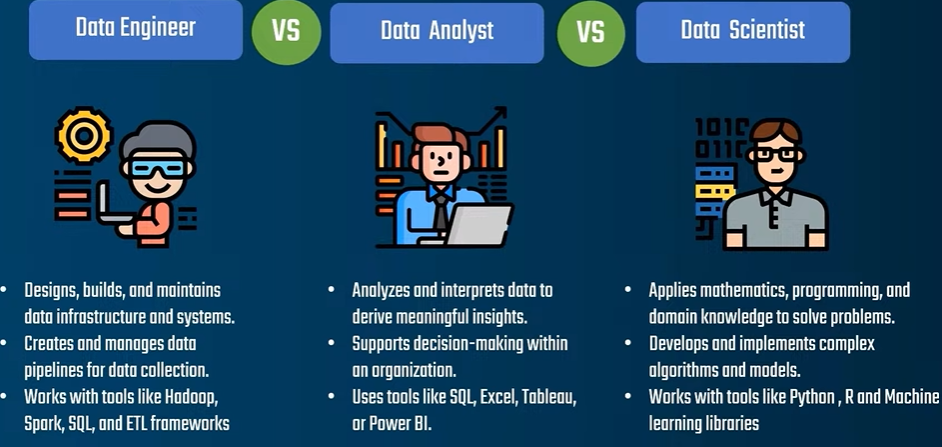 Data Engineer
VS
Data Analyst
VS
Data Scientist
1010
0110
• Designs, builds, and maintains
data infrastructure and systems.
• Creates and manages data
pipelines for data collection.
• Works with tools like Hadoop,
Spark, SQL, and ETL frameworks
• Analyzes and interprets data to
derive meaningful insights.
• Supports decision-making within
an organization.
• Uses tools like SQL, Excel, Tableau,
or Power BI.
• Applies mathematics, programming, and
domain knowledge to solve problems.
• Develops and implements complex
algorithms and models.
• Works with tools like Python , R and Machine
learning libraries